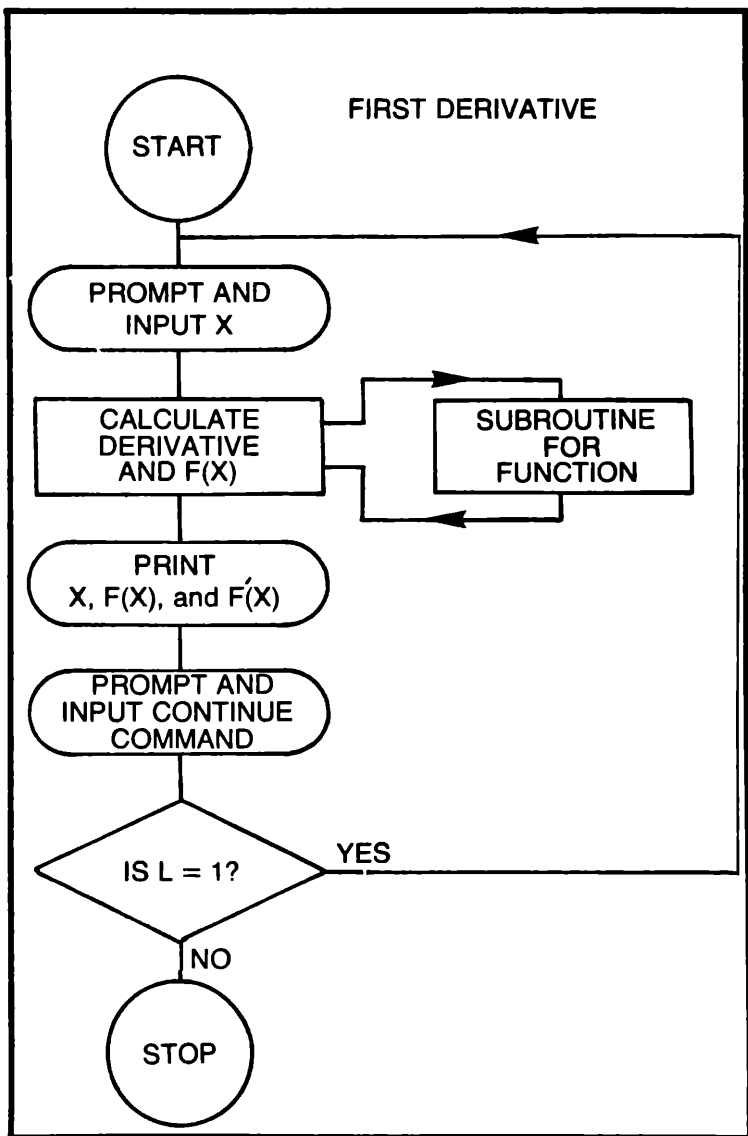 FIRST DERIVATIVE
START
PROMPT AND
INPUT X
CALCULATE
DERIVATIVE
AND F(X)
SUBROUTINE
FOR
FUNCTION
PRINT
X, F(X), and F′(X)
PROMPT AND
INPUT CONTINUE
COMMAND
IS L = 1?
YES
NO
STOP